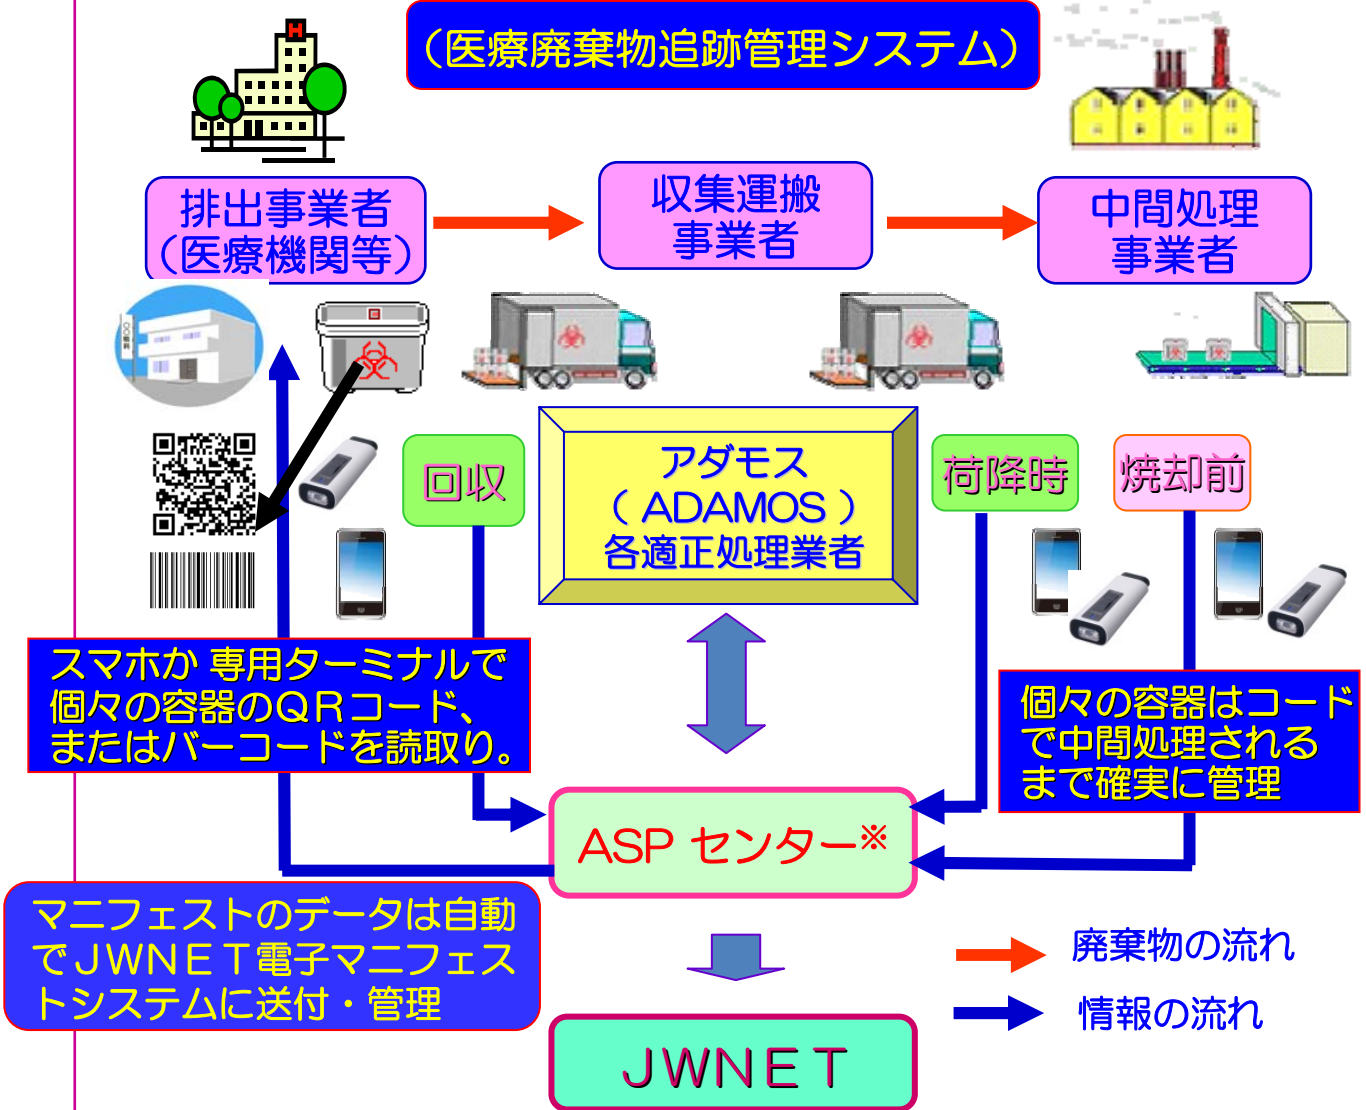 （医療廃棄物追跡管理システム）
H
排出事業者
（医療機関等）
収集運搬
事業者
中間処理
事業者
回収
アダモス
（ ADAMOS ）
各適正処理業者
荷降時
焼却前
スマホか 専用ターミナルで
個々の容器のＱＲコード、
またはバーコードを読取り。
個々の容器はコード
で中間処理される
まで確実に管理
ASP センター※
マニフェストのデータは自動
でＪＷＮＥＴ電子マニフェス
トシステムに送付・管理
廃棄物の流れ
情報の流れ
ＪＷＮＥＴ